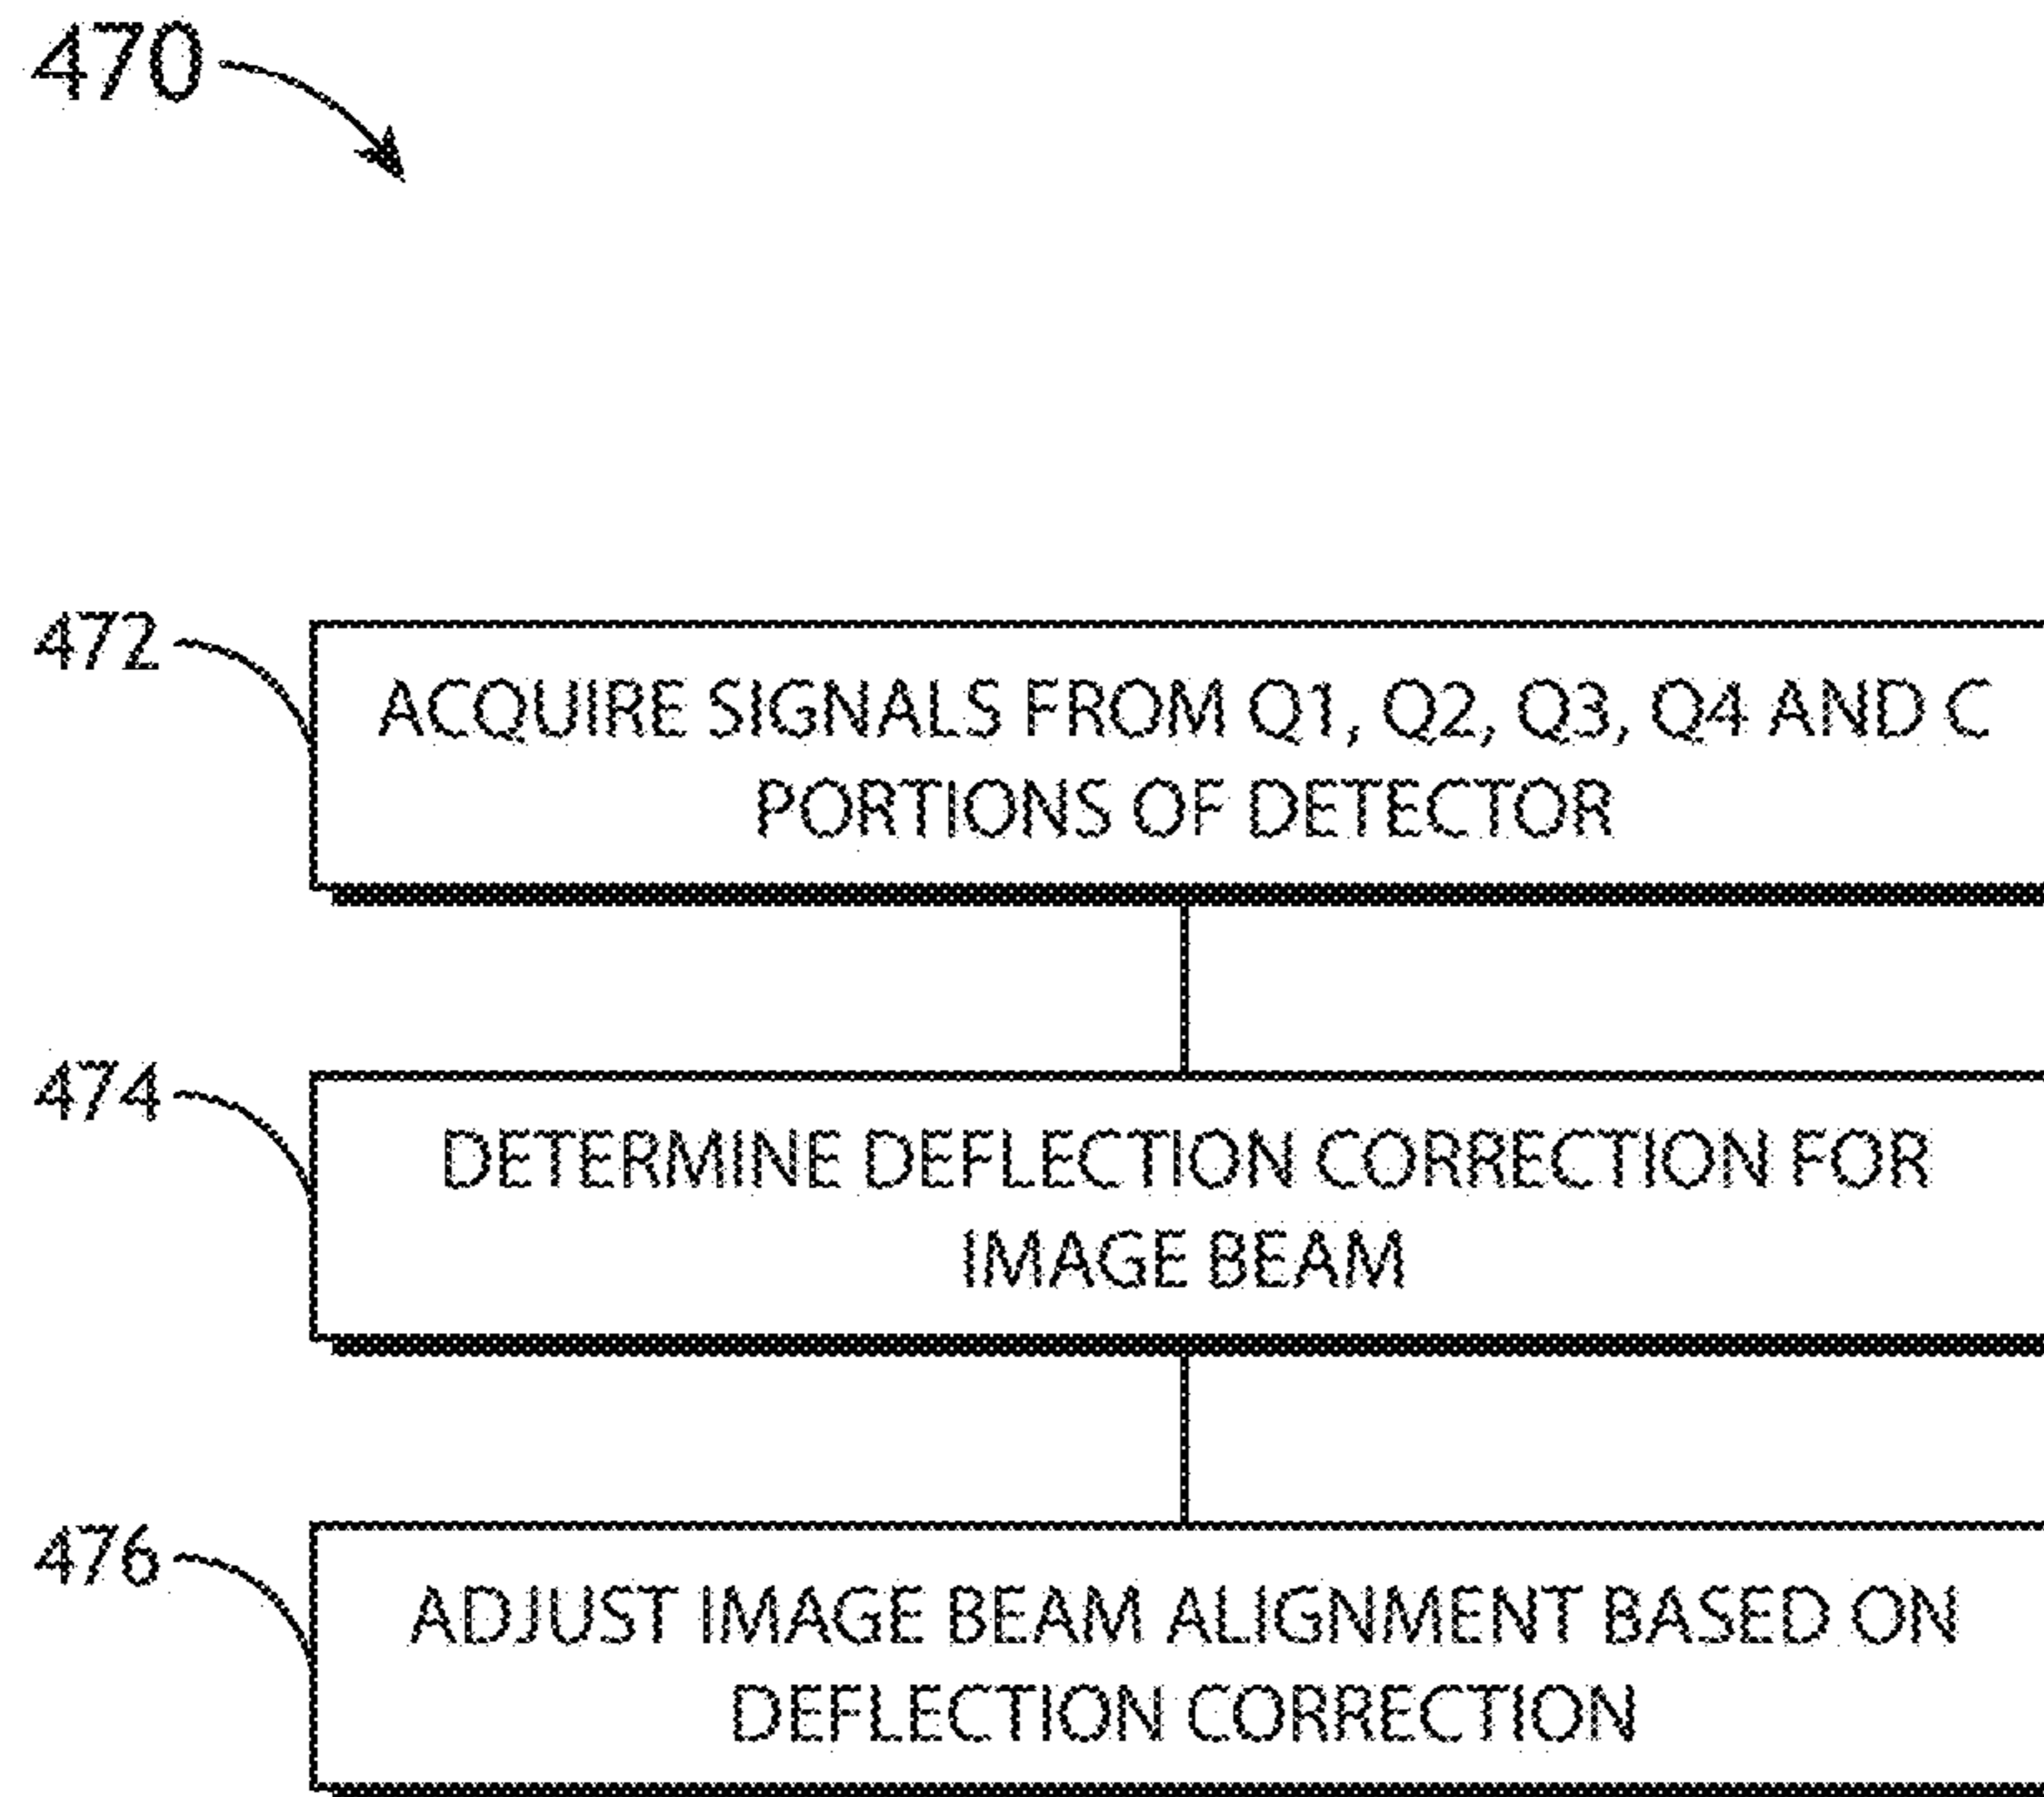 470
472
ACQUIRE SIGNALS FROM Q1, Q2, Q3, Q4 AND C
PORTIONS OF DETECTOR
474
DETERMINE DEFLECTION CORRECTION FOR
IMAGE BEAM
476
ADJUST IMAGE BEAM ALIGNMENT BASED ON
DEFLECTION CORRECTION